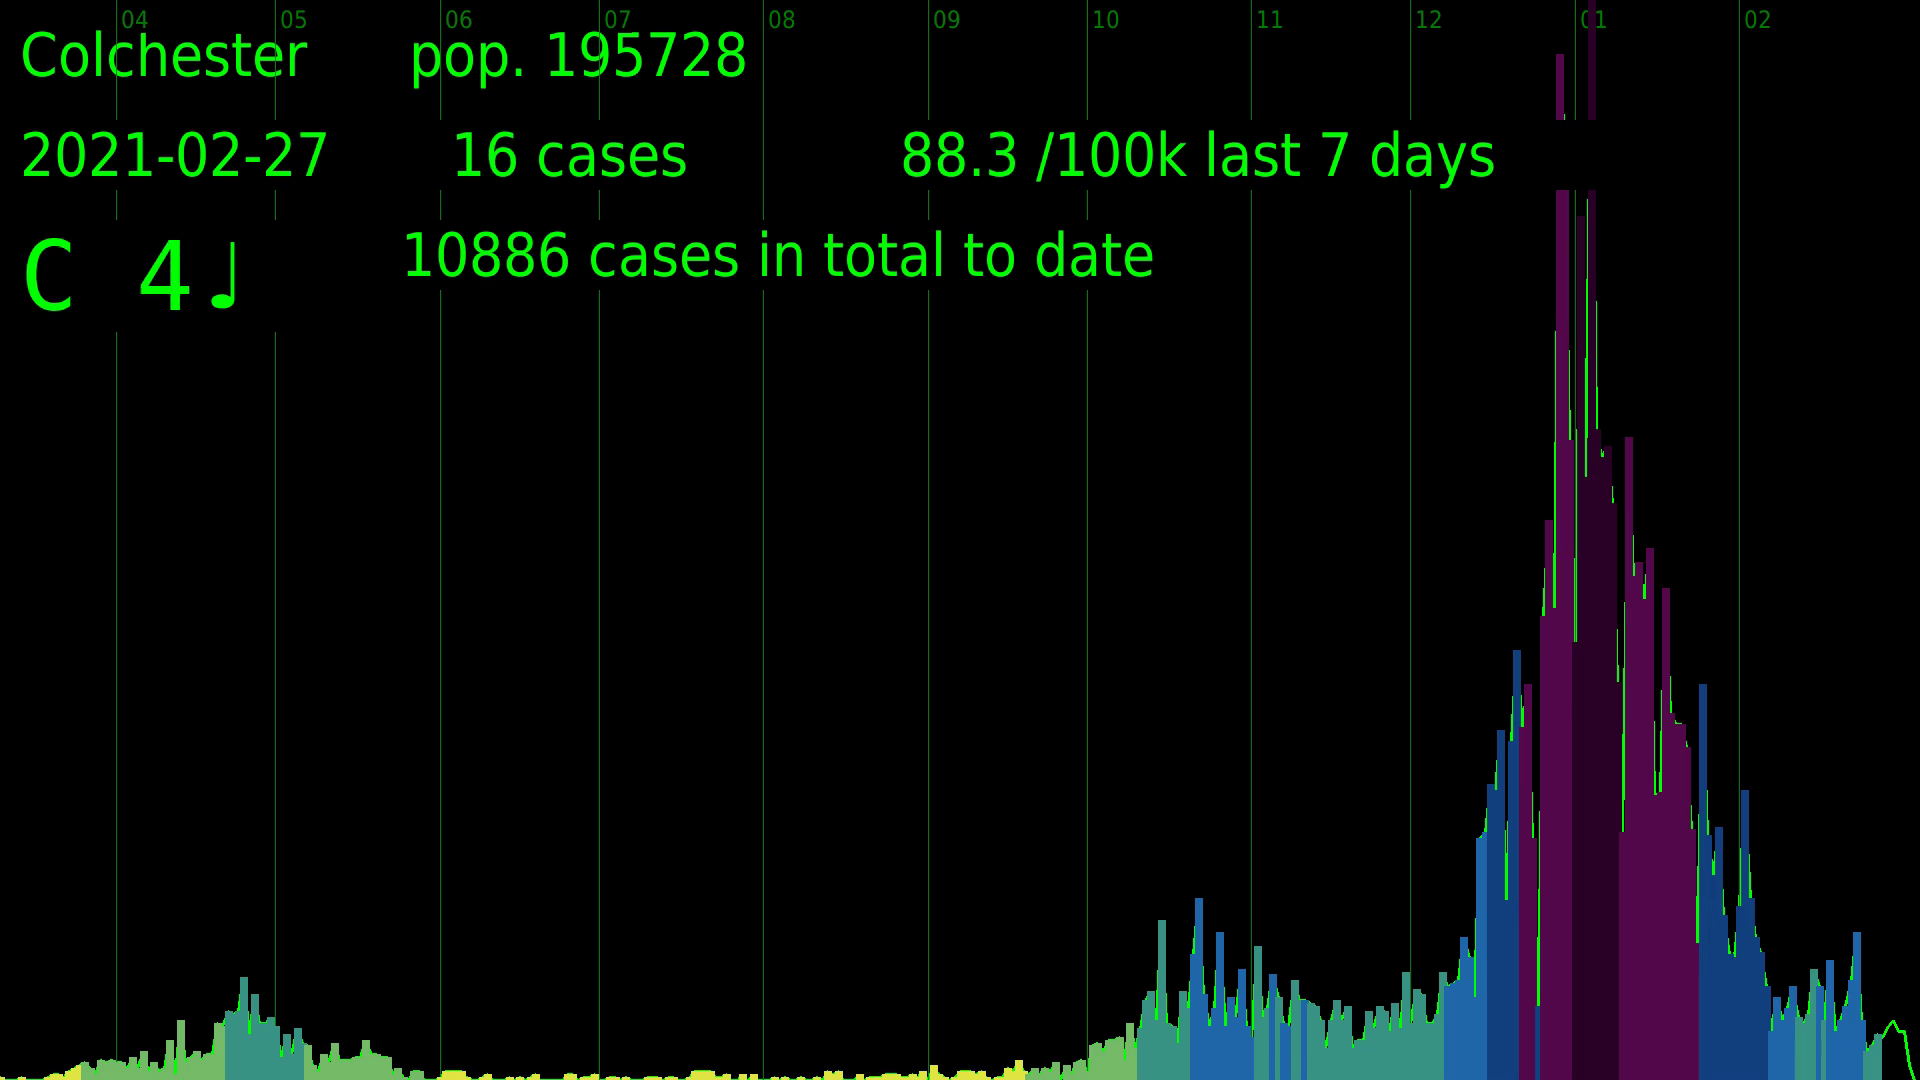 04 05 06 07 08 09 10 11 12 01 02
Colchester pop. 195728
2021-02-27 16 cases 88.3 /100k last 7 days
C 4♩ 10886 cases in total to date